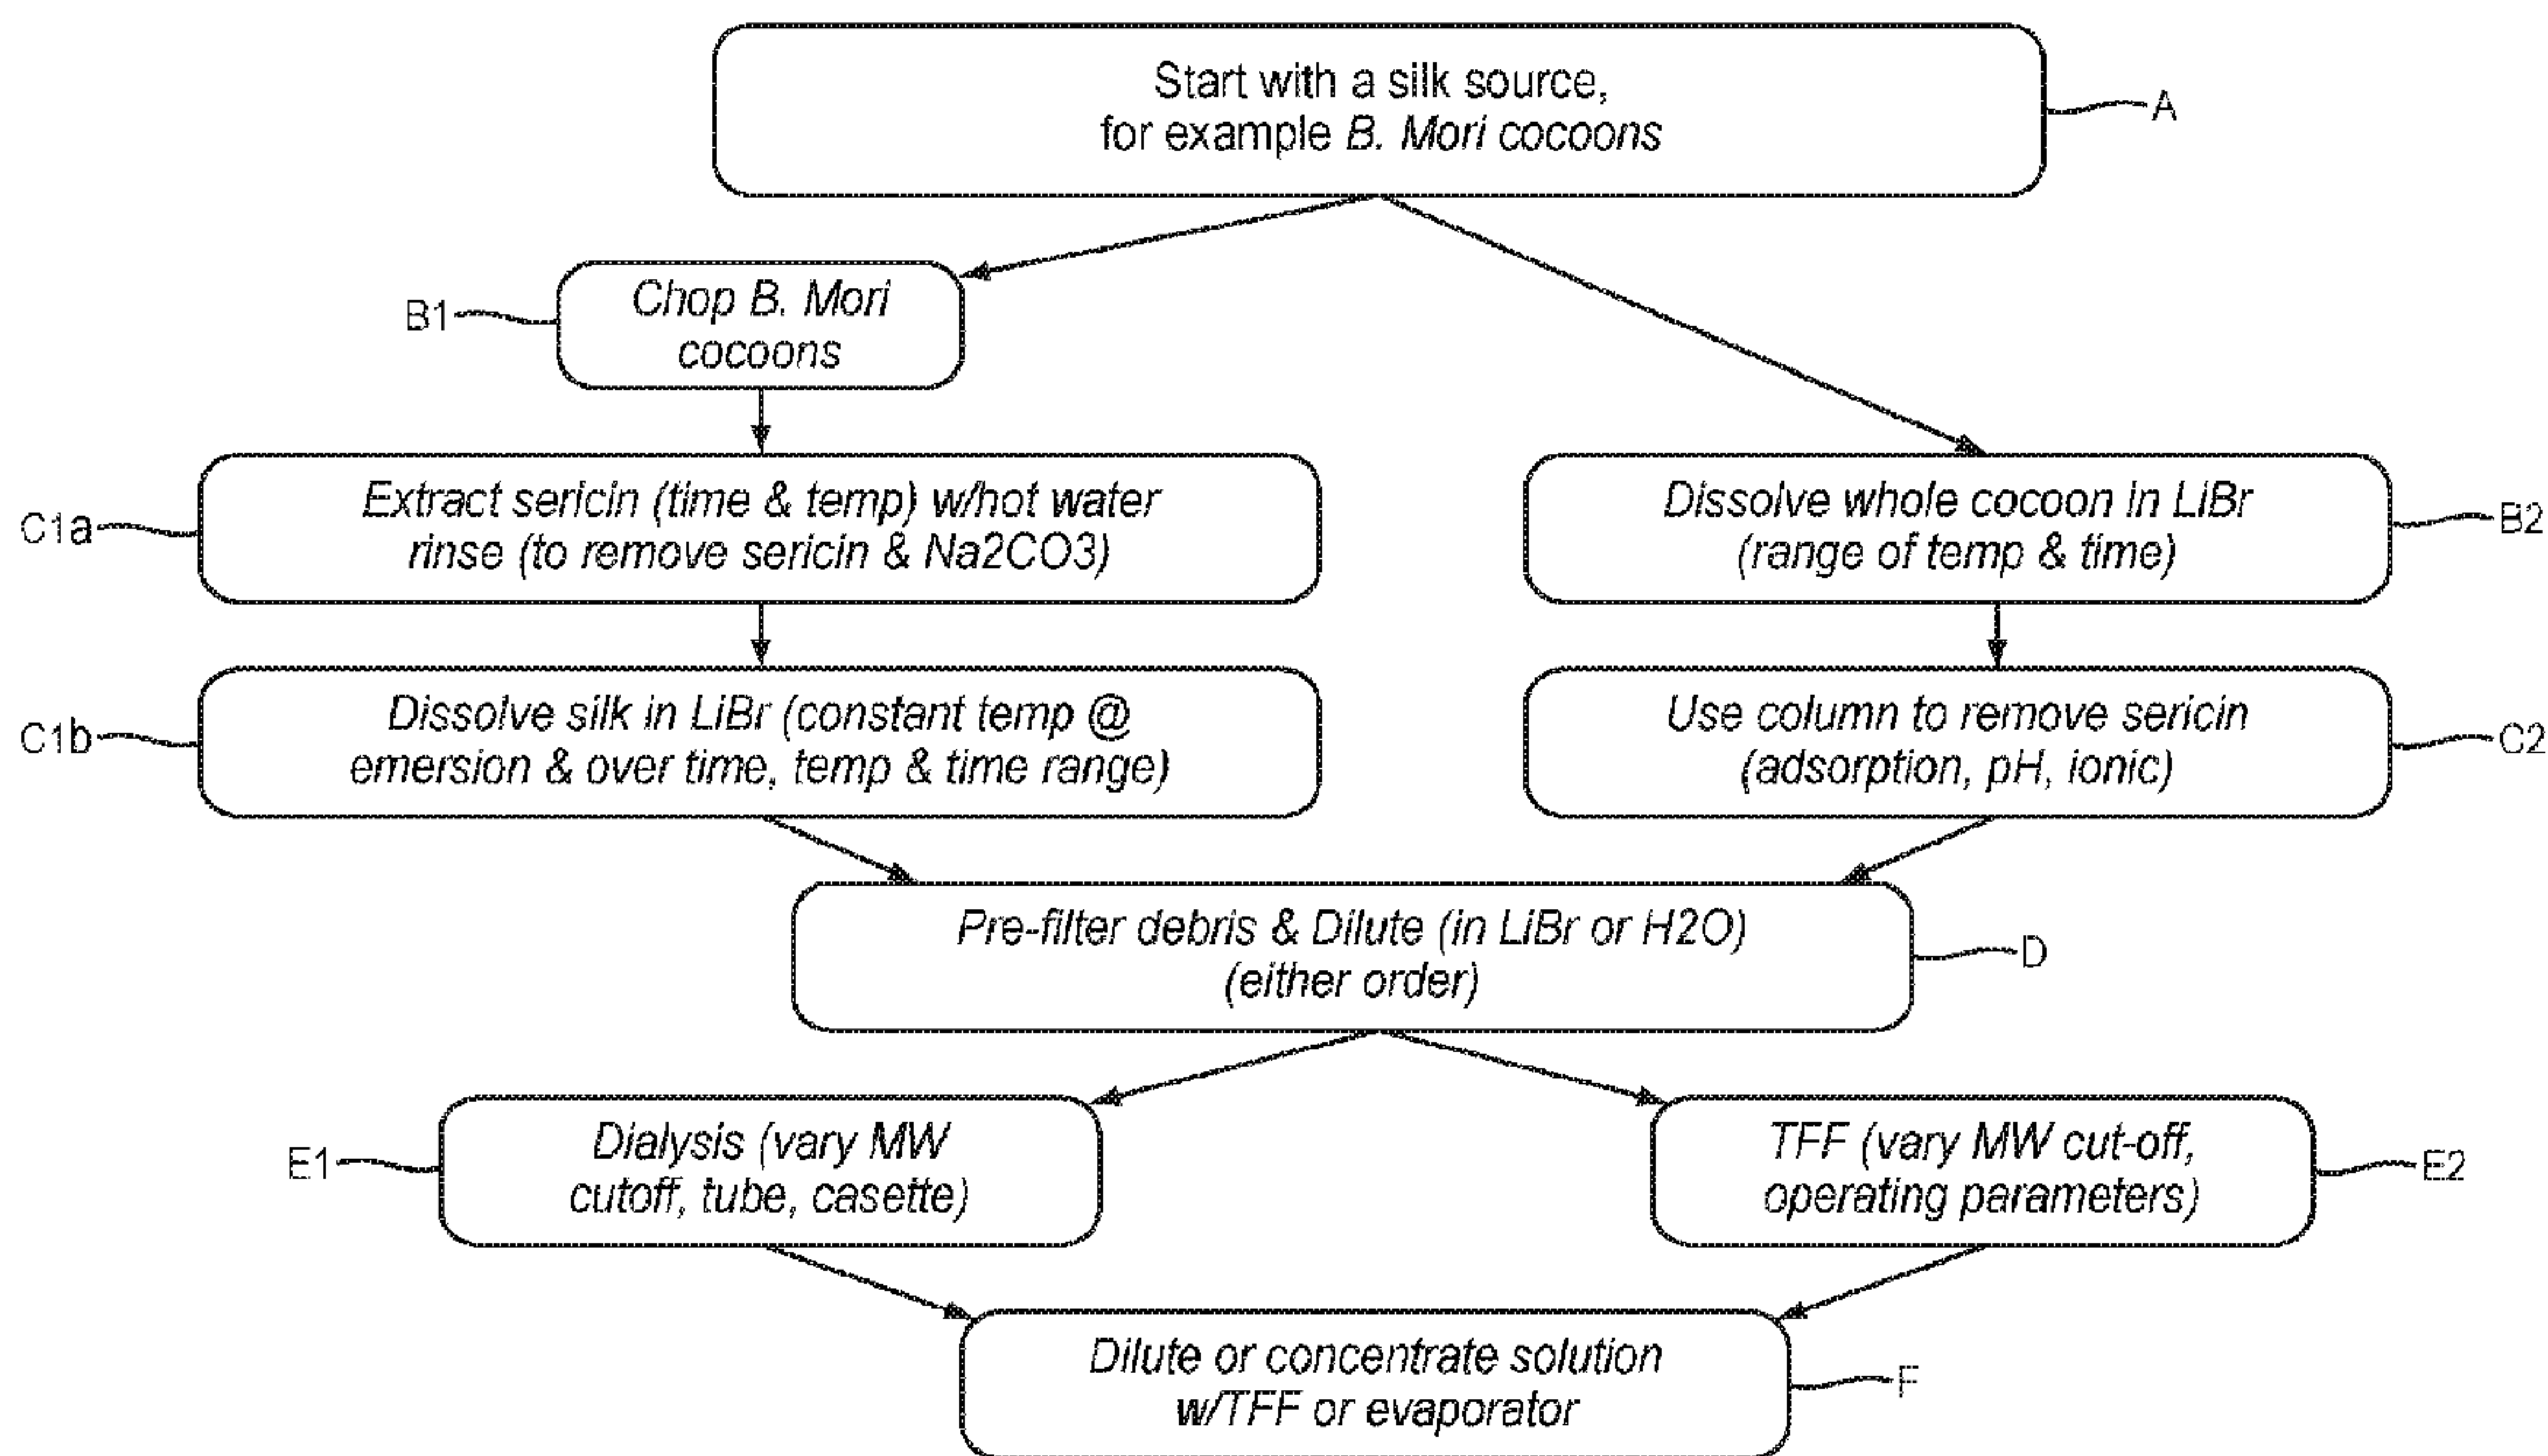 Start with a silk source,
for example B. Mori cocoons
A
Chop B. Mori
cocoons
B1
Extract sericin (time & temp) w/hot water
rinse (to remove sericin & Na2CO3)
C1a
Dissolve whole cocoon in LiBr
(range of temp & time)
B2
Dissolve silk in LiBr (constant temp @
emersion & over time, temp & time range)
C1b
Use column to remove sericin
(adsorption, pH, ionic)
C2
Pre-filter debris & Dilute (in LiBr or H2O)
(either order)
D
Dialysis (vary MW
cutoff, tube, casette)
E1
TFF (vary MW cut-off,
operating parameters)
E2
Dilute or concentrate solution
w/TFF or evaporator
F